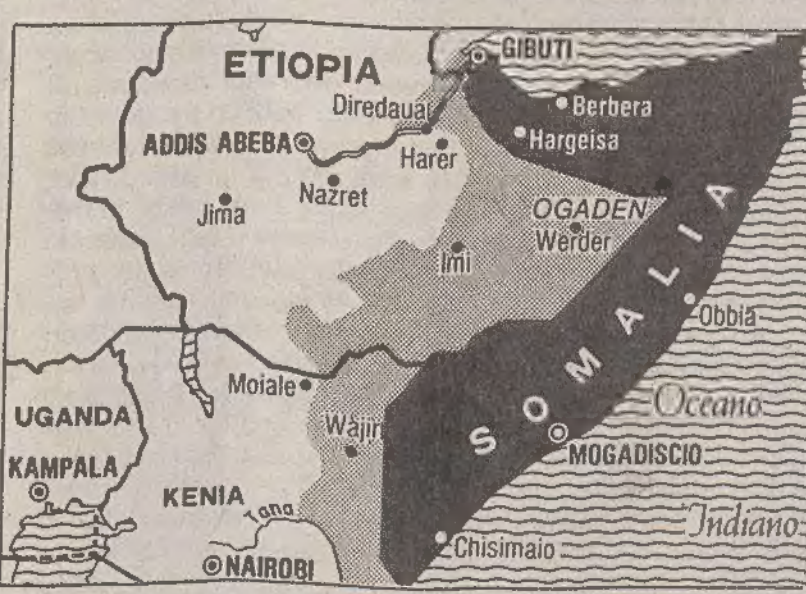 ETIOPIA
GIBUTI
Diredaua
Berbera
ADDIS ABEBA
Harer
Hargeisa
Nazret
Jima
OGADEN
Werder
Imi
SOMALIA
Obbia
Moiale
UGANDA
Wajir
Oceano
MOGADISCIO
KAMPALA
KENIA
Tana
Indiano
Chisimaio
NAIROBI